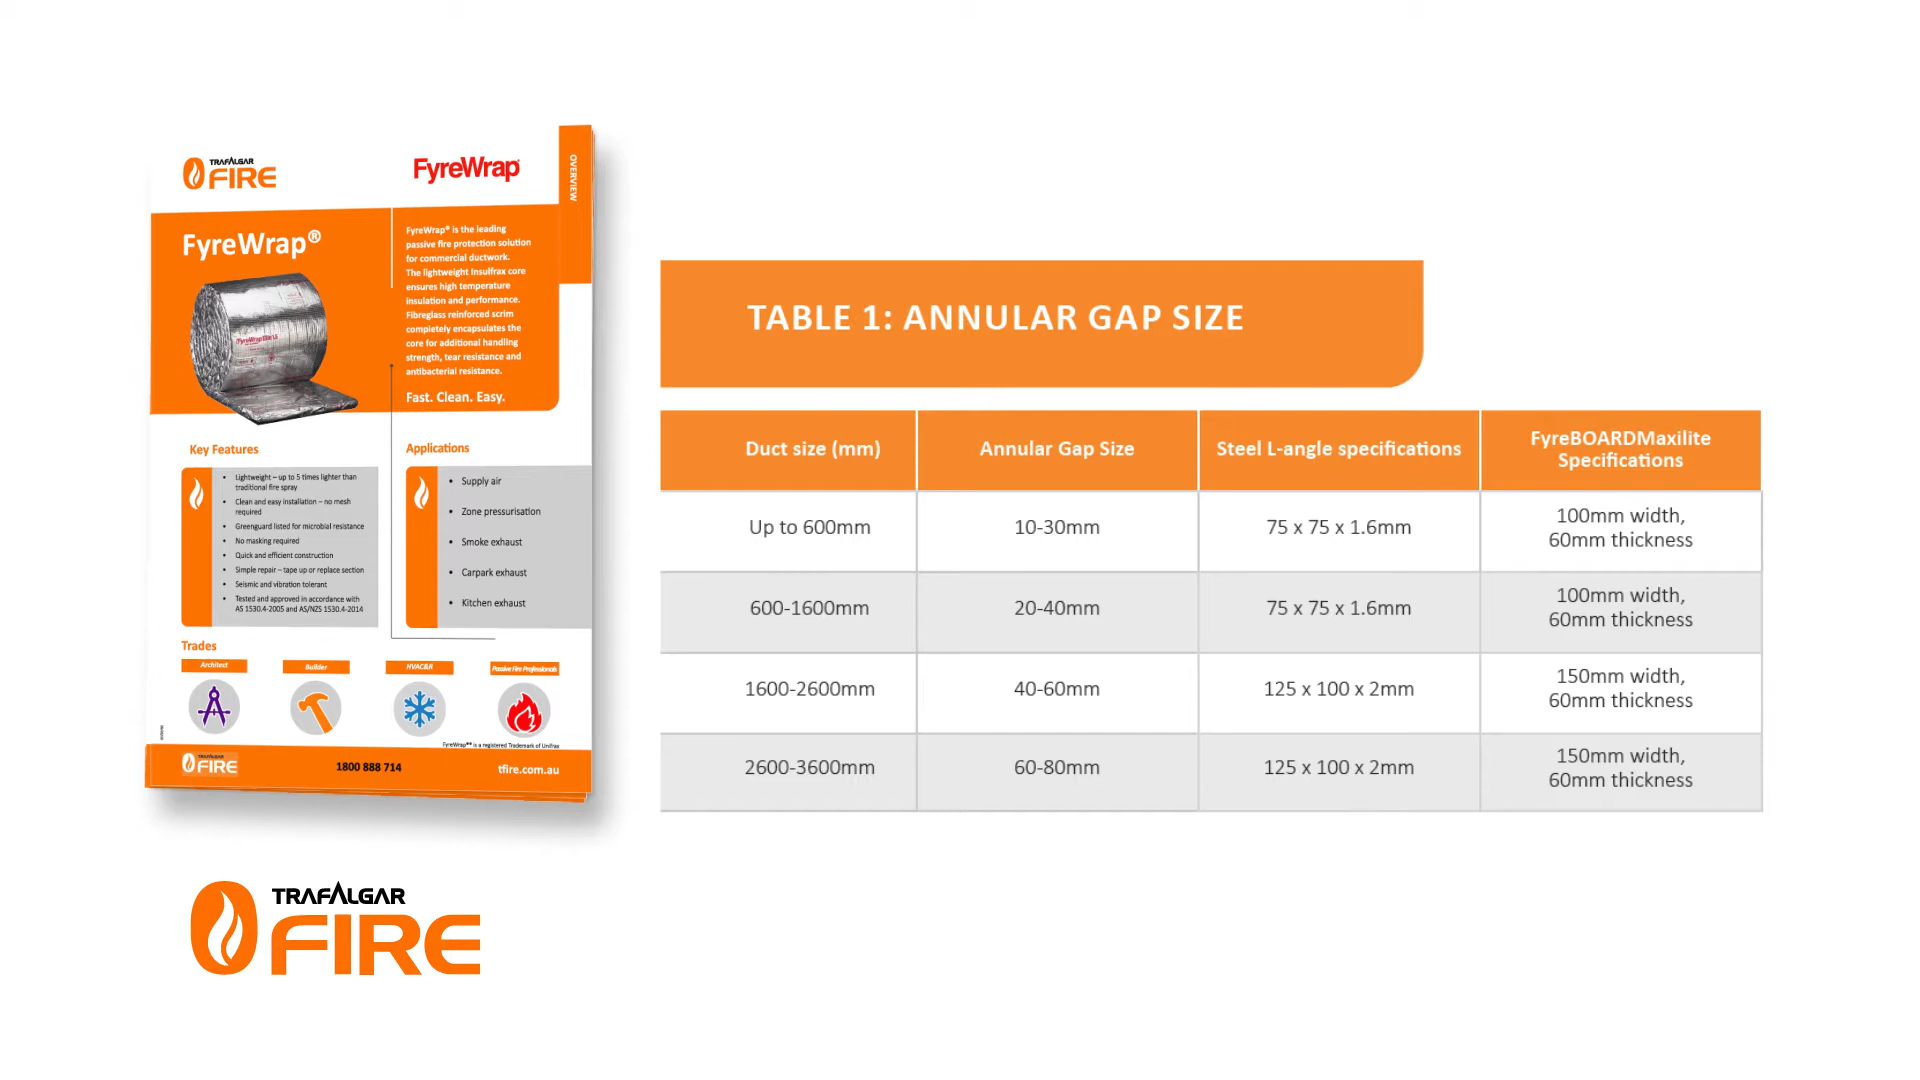 TRAFALGAR
FIRE
FyreWrap
OVERVIEW
FyreWrap®
FyreWrap® is the leading
passive fire protection solution
for commercial ductwork.
The lightweight Insulfrax core
ensures high temperature
insulation and performance.
Fibreglass reinforced scrim
completely encapsulates the
core for additional handling
strength, tear resistance and
antibacterial resistance.
Fast. Clean. Easy.
Key Features
• Lightweight – up to 5 times lighter than
traditional fire spray
• Clean and easy installation – no mesh
required
• Greenguard listed for microbial resistance
• No masking required
• Quick and efficient construction
• Simple repair – tape up or replace section
• Seismic and vibration tolerant
• Tested and approved in accordance with
AS 1530.4-2005 and AS/NZS 1530.4-2014
Applications
• Supply air
• Zone pressurisation
• Smoke exhaust
• Carpark exhaust
• Kitchen exhaust
Trades
Architect
Builder
HVAC&R
Passive Fire Professionals
FyreWrap® is a registered Trademark of Unifrax
TRAFALGAR
FIRE
1800 888 714
tfire.com.au
TRAFALGAR
FIRE
TABLE 1: ANNULAR GAP SIZE
Duct size (mm) Annular Gap Size Steel L-angle specifications FyreBOARDMaxilite
Specifications
Up to 600mm 10-30mm 75 x 75 x 1.6mm 100mm width,
60mm thickness
600-1600mm 20-40mm 75 x 75 x 1.6mm 100mm width,
60mm thickness
1600-2600mm 40-60mm 125 x 100 x 2mm 150mm width,
60mm thickness
2600-3600mm 60-80mm 125 x 100 x 2mm 150mm width,
60mm thickness